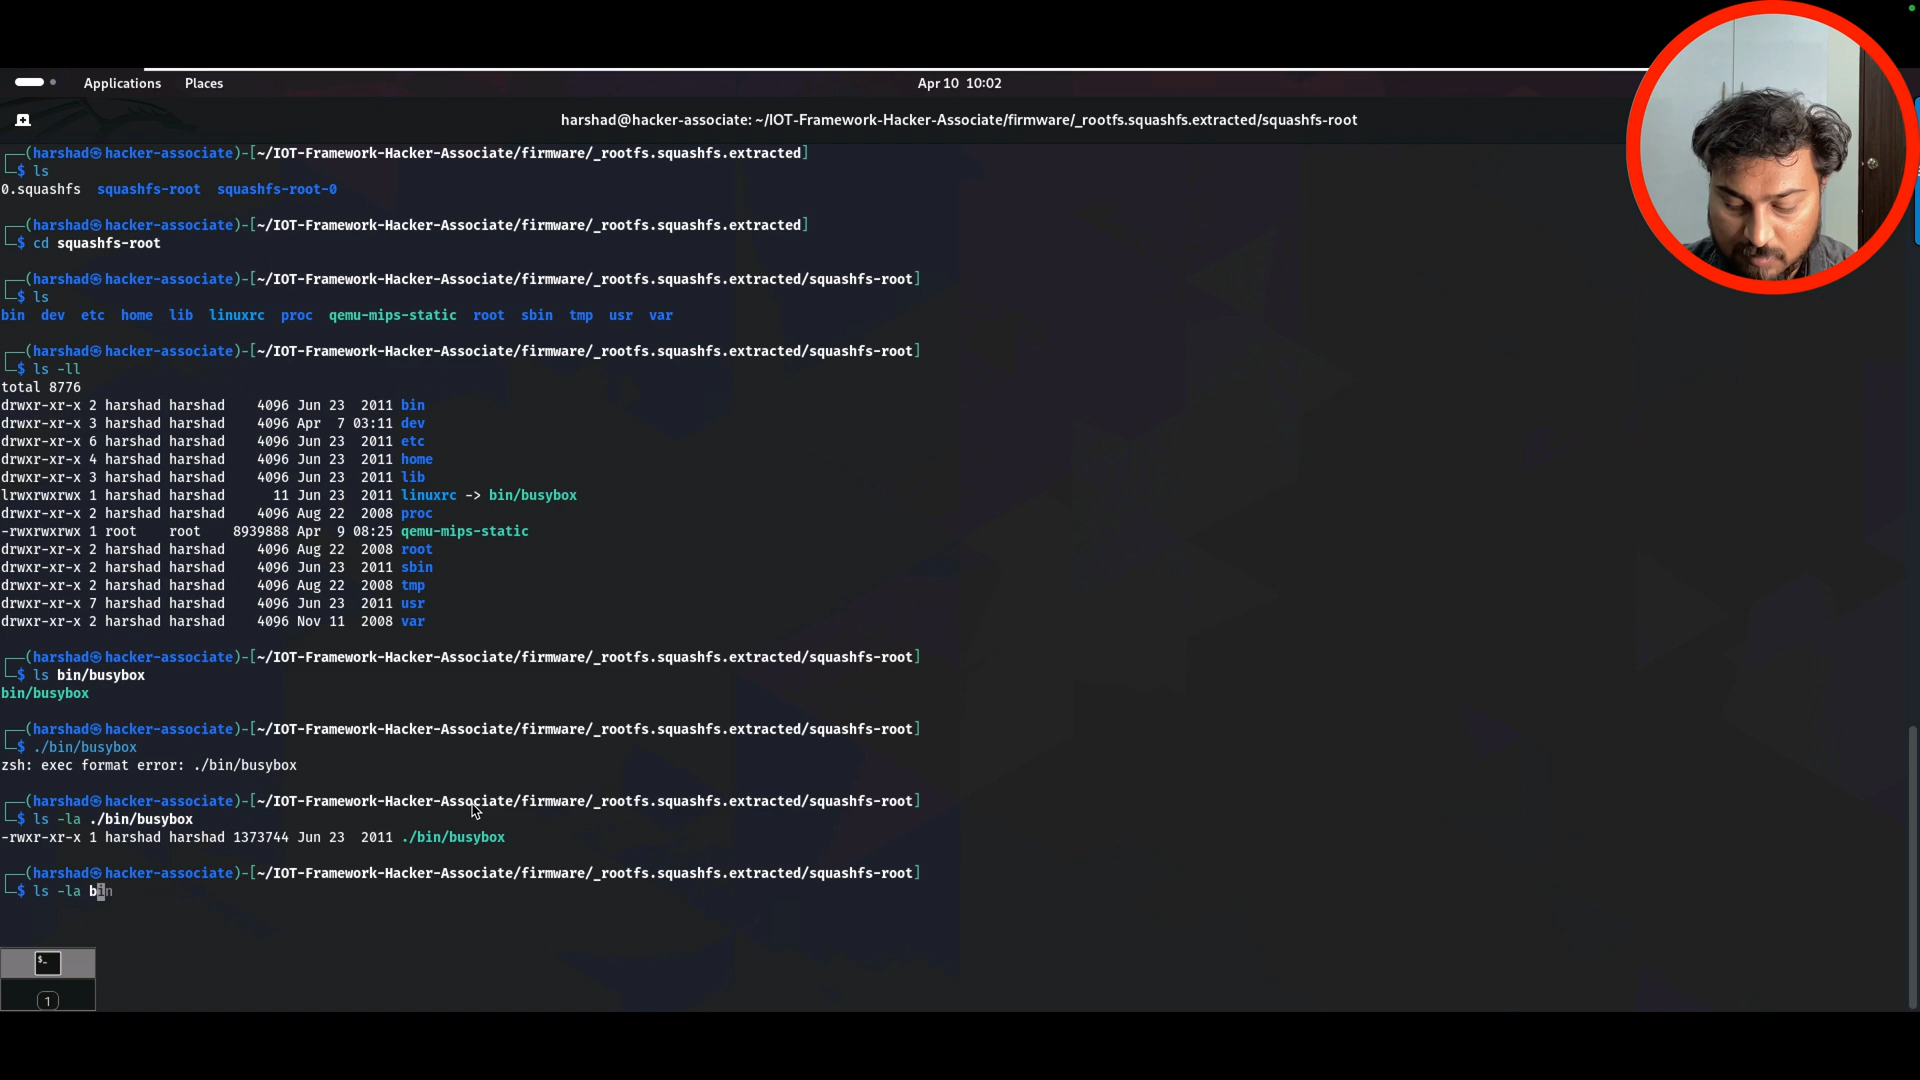 Applications Places Apr 10 10:02
harshad@hacker-associate: ~/IOT-Framework-Hacker-Associate/firmware/_rootfs.squashfs.extracted/squashfs-root
┌──(harshad㉿hacker-associate)-[~/IOT-Framework-Hacker-Associate/firmware/_rootfs.squashfs.extracted]
└─$ ls
0.squashfs squashfs-root squashfs-root-0
┌──(harshad㉿hacker-associate)-[~/IOT-Framework-Hacker-Associate/firmware/_rootfs.squashfs.extracted]
└─$ cd squashfs-root
┌──(harshad㉿hacker-associate)-[~/IOT-Framework-Hacker-Associate/firmware/_rootfs.squashfs.extracted/squashfs-root]
└─$ ls
bin dev etc home lib linuxrc proc qemu-mips-static root sbin tmp usr var
┌──(harshad㉿hacker-associate)-[~/IOT-Framework-Hacker-Associate/firmware/_rootfs.squashfs.extracted/squashfs-root]
└─$ ls -ll
total 8776
drwxr-xr-x 2 harshad harshad 4096 Jun 23 2011 bin
drwxr-xr-x 3 harshad harshad 4096 Apr 7 03:11 dev
drwxr-xr-x 6 harshad harshad 4096 Jun 23 2011 etc
drwxr-xr-x 4 harshad harshad 4096 Jun 23 2011 home
drwxr-xr-x 3 harshad harshad 4096 Jun 23 2011 lib
lrwxrwxrwx 1 harshad harshad 11 Jun 23 2011 linuxrc -> bin/busybox
drwxr-xr-x 2 harshad harshad 4096 Aug 22 2008 proc
-rwxrwxrwx 1 root root 8939888 Apr 9 08:25 qemu-mips-static
drwxr-xr-x 2 harshad harshad 4096 Aug 22 2008 root
drwxr-xr-x 2 harshad harshad 4096 Jun 23 2011 sbin
drwxr-xr-x 2 harshad harshad 4096 Aug 22 2008 tmp
drwxr-xr-x 7 harshad harshad 4096 Jun 23 2011 usr
drwxr-xr-x 2 harshad harshad 4096 Nov 11 2008 var
┌──(harshad㉿hacker-associate)-[~/IOT-Framework-Hacker-Associate/firmware/_rootfs.squashfs.extracted/squashfs-root]
└─$ ls bin/busybox
bin/busybox
┌──(harshad㉿hacker-associate)-[~/IOT-Framework-Hacker-Associate/firmware/_rootfs.squashfs.extracted/squashfs-root]
└─$ ./bin/busybox
zsh: exec format error: ./bin/busybox
┌──(harshad㉿hacker-associate)-[~/IOT-Framework-Hacker-Associate/firmware/_rootfs.squashfs.extracted/squashfs-root]
└─$ ls -la ./bin/busybox
-rwxr-xr-x 1 harshad harshad 1373744 Jun 23 2011 ./bin/busybox
┌──(harshad㉿hacker-associate)-[~/IOT-Framework-Hacker-Associate/firmware/_rootfs.squashfs.extracted/squashfs-root]
└─$ ls -la bin
$_
1